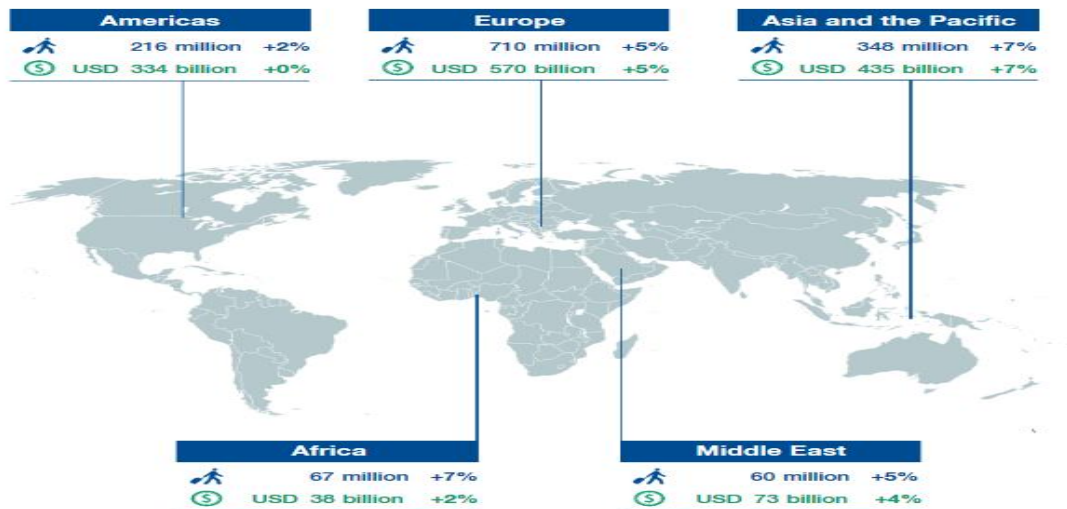 Americas
216 million +2%
USD 334 billion +0%
Europe
710 million +5%
USD 570 billion +5%
Asia and the Pacific
348 million +7%
USD 435 billion +7%
Africa
67 million +7%
USD 38 billion +2%
Middle East
60 million +5%
USD 73 billion +4%